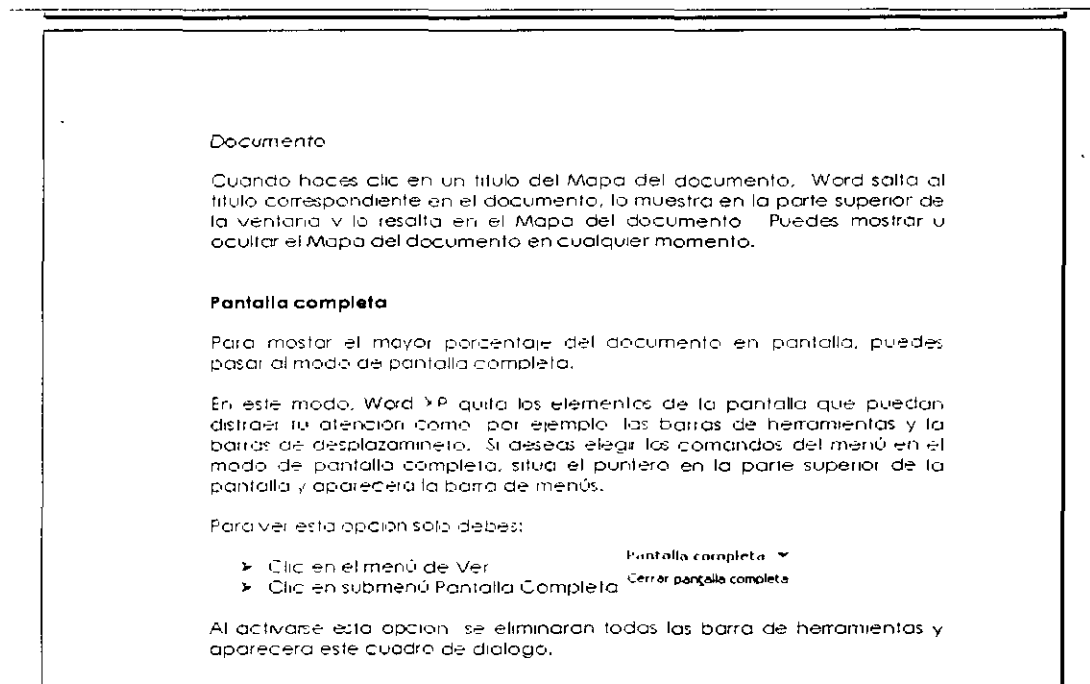 Documento
Cuando haces clic en un titulo del Mapa del documento, Word salta al
titulo correspondiente en el documento, lo muestra en la parte superior de
la ventana y lo resalta en el Mapa del documento Puedes mostrar u
ocultar el Mapa del documento en cualquier momento.
Pantalla completa
Para mostar el mayor porcentaje del documento en pantalla, puedes
pasar al modo de pantalla completa.
En este modo, Word XP quita los elementos de la pantalla que puedan
distraer tu atencion como por ejemplo las barras de herramientas y la
barras de desplazamineto. Si deseas elegir los comandos del menú en el
modo de pantalla completa, situa el puntero en la parte superior de la
pantalla y aparecera la barra de menús.
Para ver esta opcion solo debes:
➤ Clic en el menú de Ver
➤ Clic en submenú Pantalla Completa
Pantalla completa
Cerrar pantalla completa
Al activarse esta opcion se eliminaran todas las barra de herramientas y
aparecera este cuadro de dialogo.